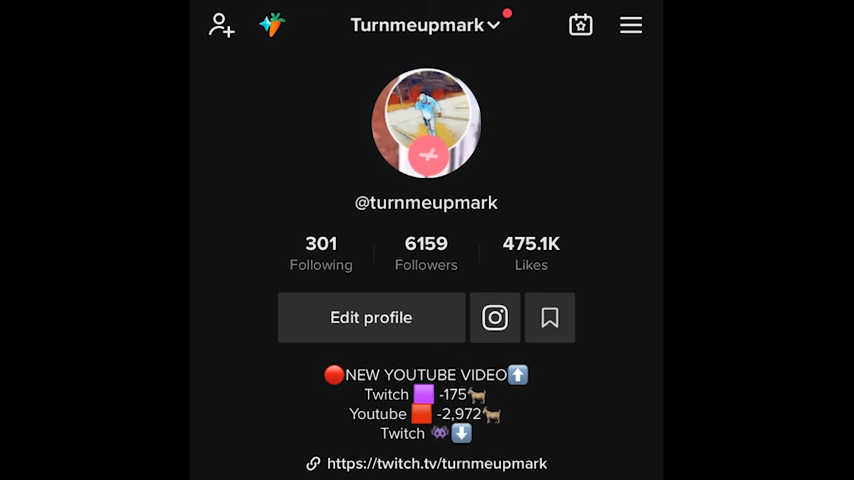 Turnmeupmark
@turnmeupmark
301 6159 475.1K
Following Followers Likes
Edit profile
🔴NEW YOUTUBE VIDEO⬆️
Twitch 🟪 -175🐐
Youtube 🟥 -2,972🐐
Twitch 👾⬇️
https://twitch.tv/turnmeupmark